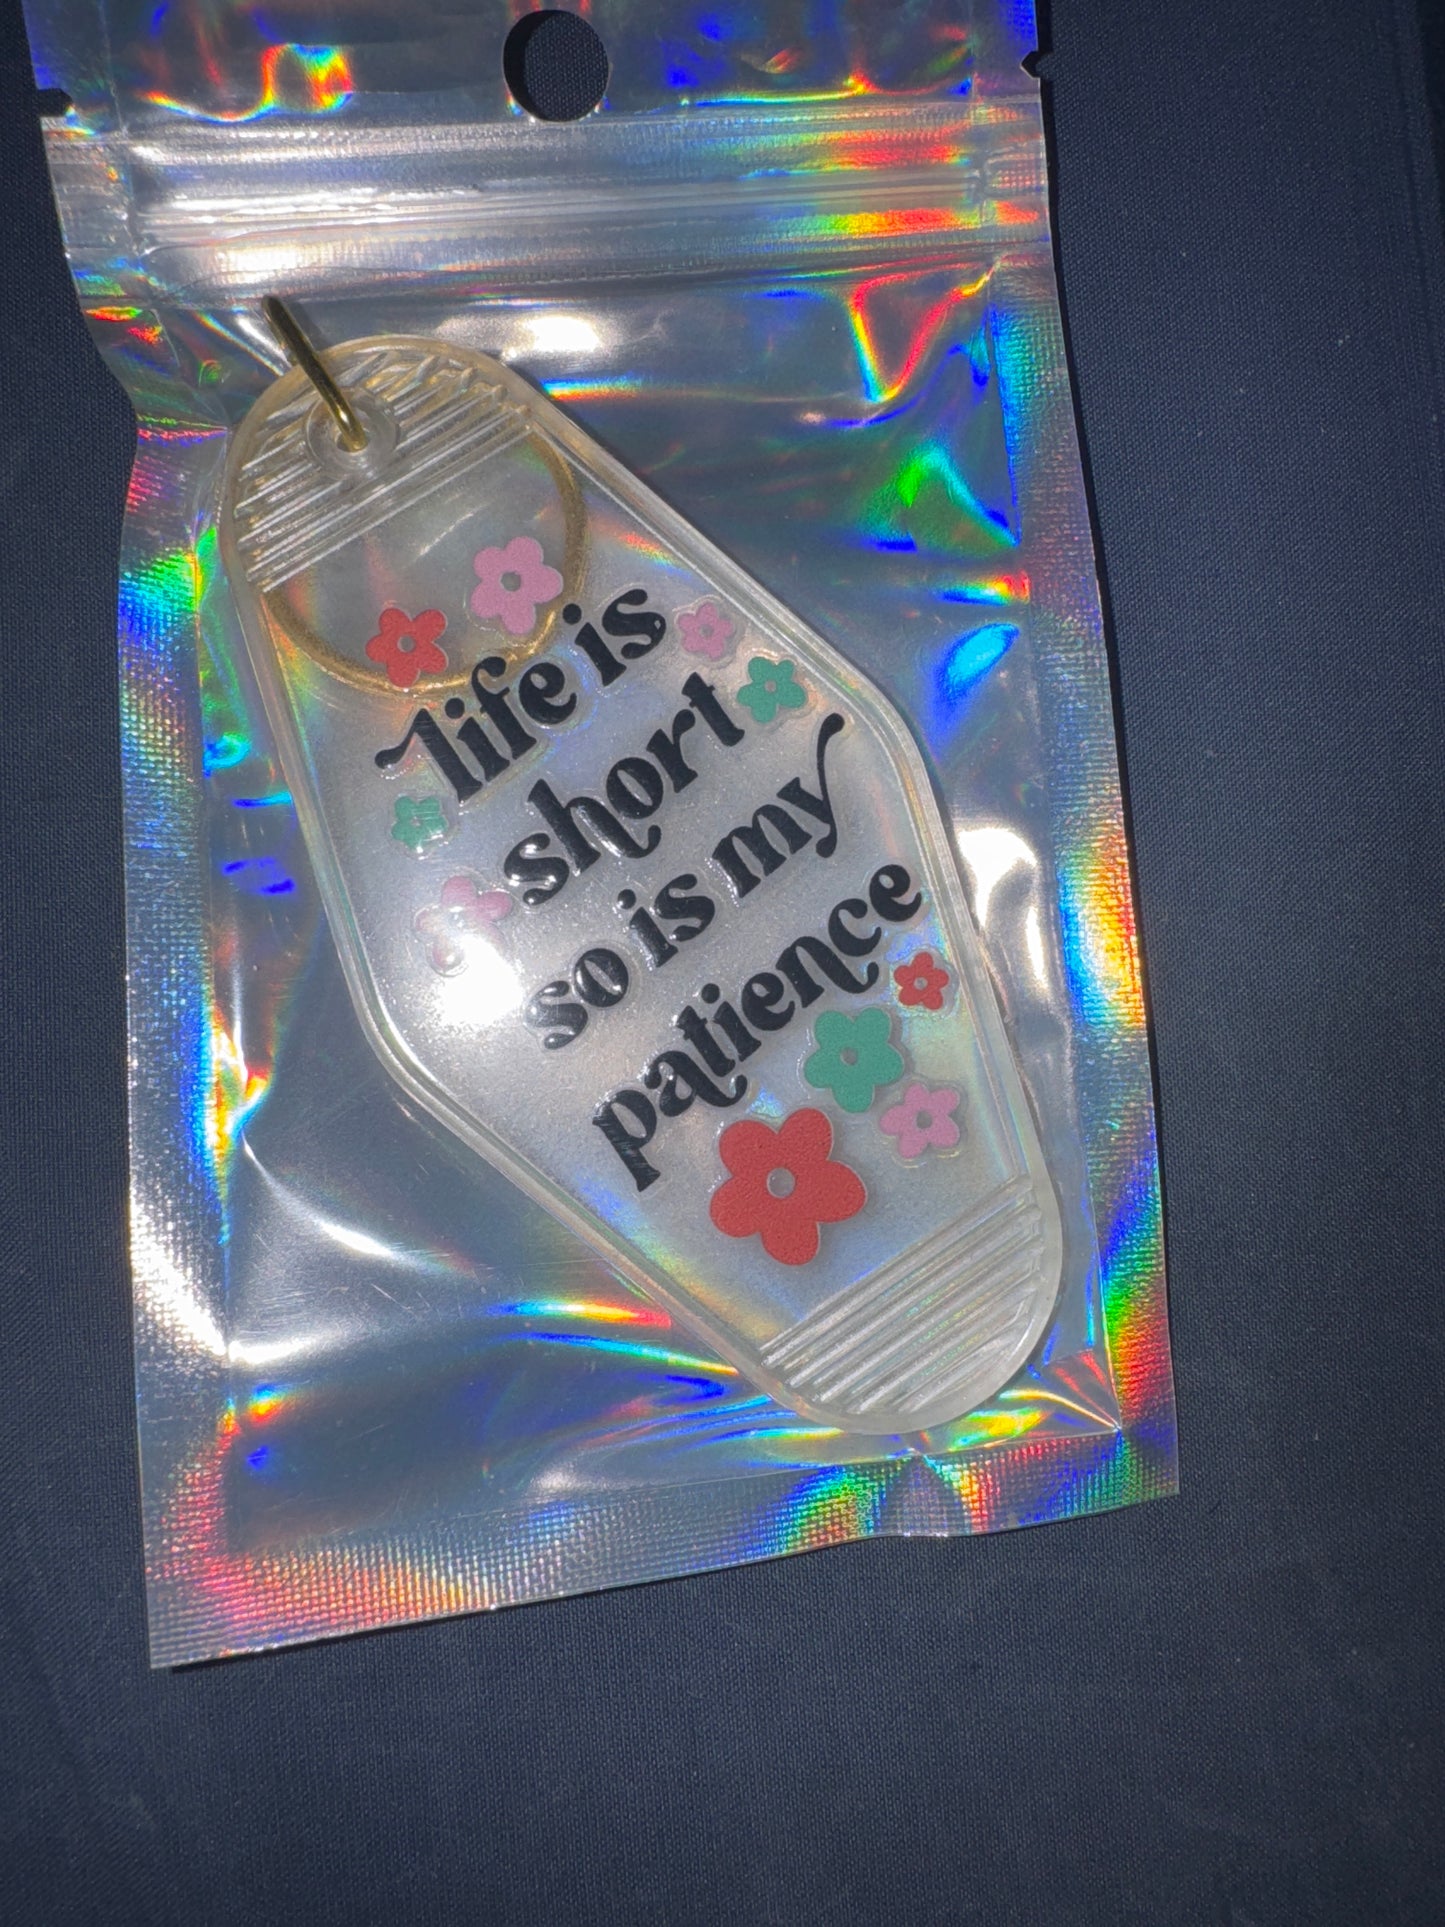 life is
short
so is my
patience